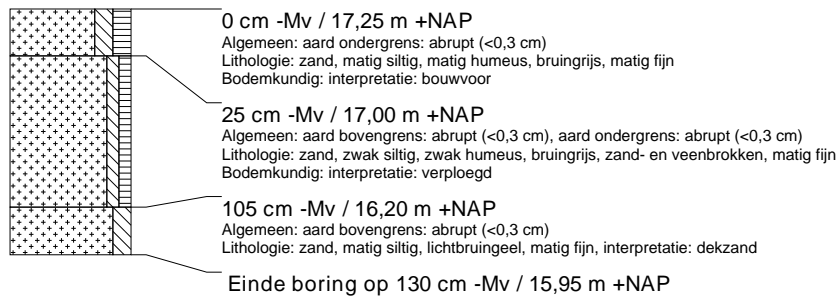 0 cm -Mv / 17,25 m +NAP
Algemeen: aard ondergrens: abrupt (<0,3 cm)
Lithologie: zand, matig siltig, matig humeus, bruingrijs, matig fijn
Bodemkundig: interpretatie: bouwvoor
25 cm -Mv / 17,00 m +NAP
Algemeen: aard bovengrens: abrupt (<0,3 cm), aard ondergrens: abrupt (<0,3 cm)
Lithologie: zand, zwak siltig, zwak humeus, bruingrijs, zand- en veenbrokken, matig fijn
Bodemkundig: interpretatie: verploegd
105 cm -Mv / 16,20 m +NAP
Algemeen: aard bovengrens: abrupt (<0,3 cm)
Lithologie: zand, matig siltig, lichtbruingeel, matig fijn, interpretatie: dekzand
Einde boring op 130 cm -Mv / 15,95 m +NAP